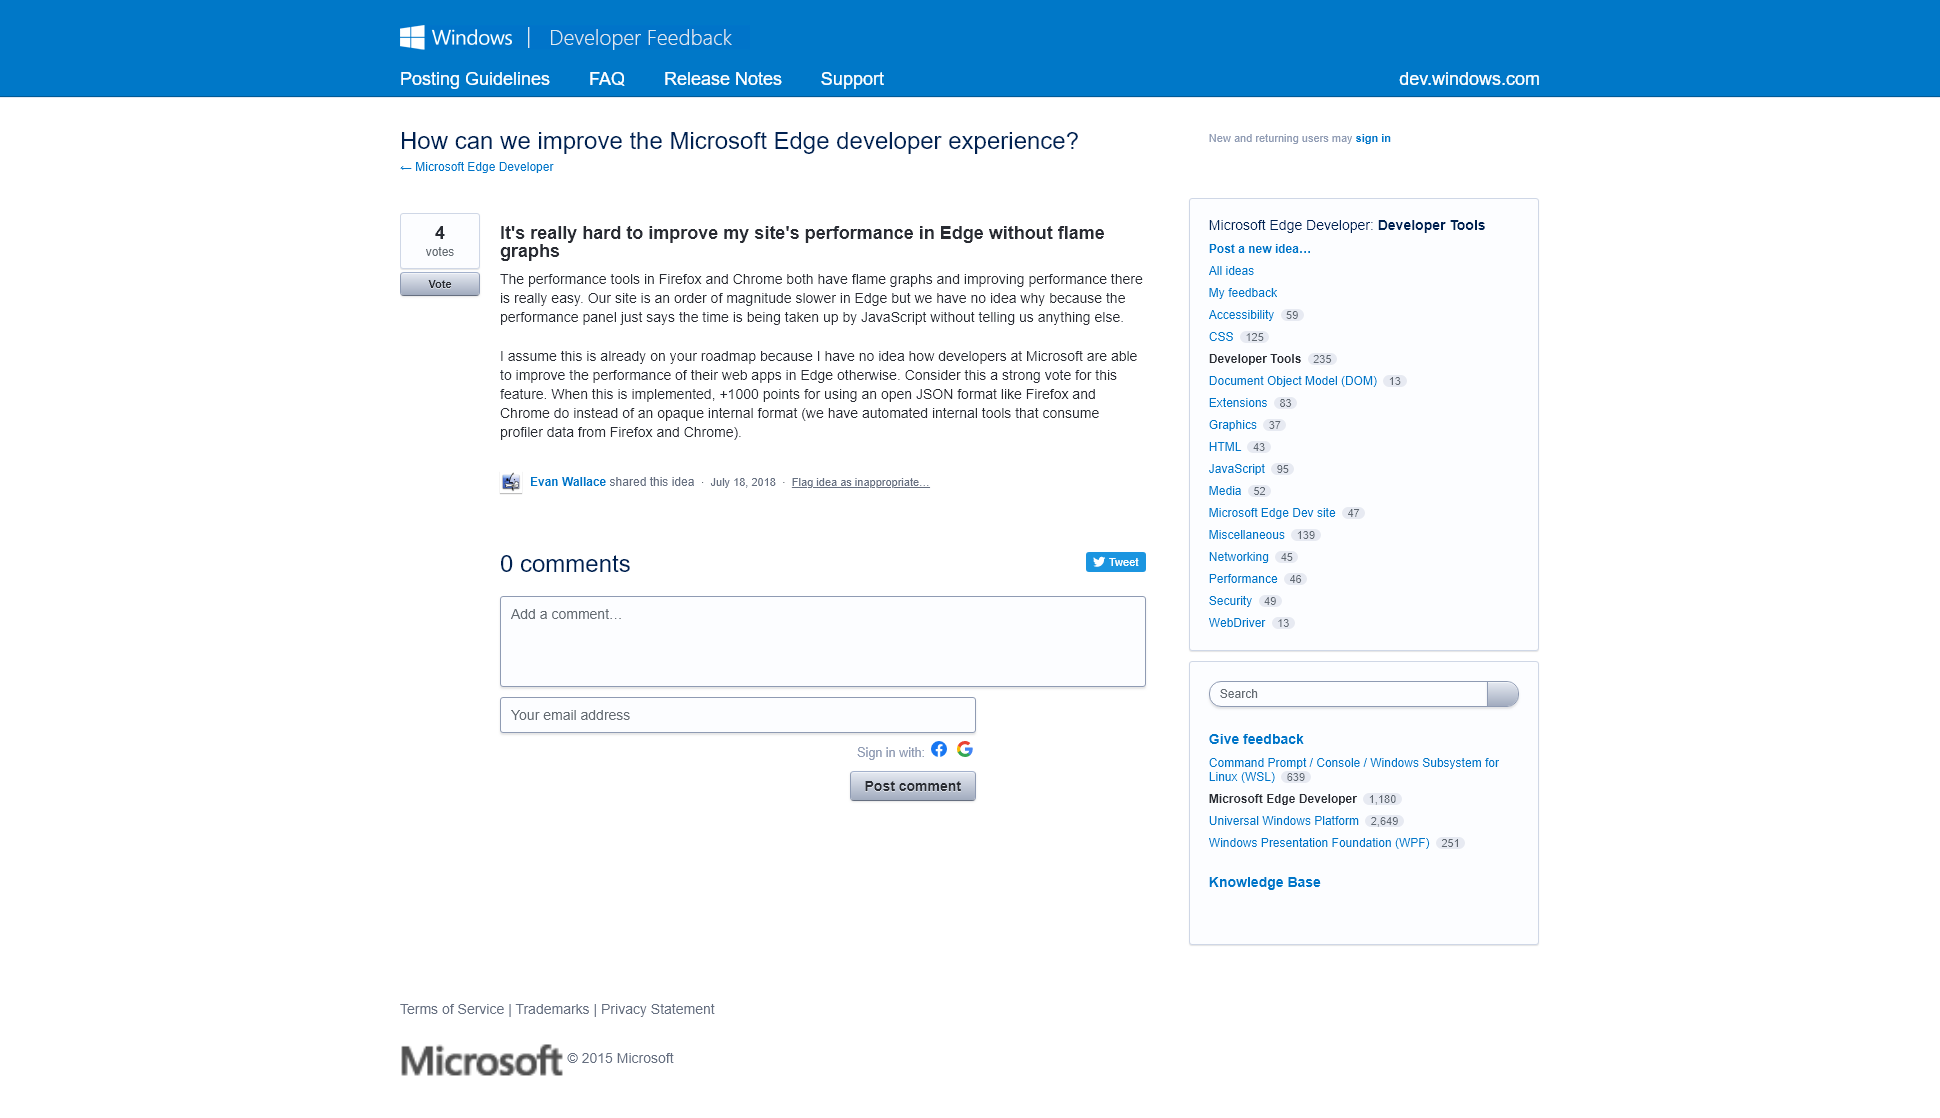 Windows | Developer Feedback
Posting Guidelines FAQ Release Notes Support dev.windows.com
How can we improve the Microsoft Edge developer experience?
← Microsoft Edge Developer
New and returning users may sign in
4
votes
Vote
It's really hard to improve my site's performance in Edge without flame
graphs
The performance tools in Firefox and Chrome both have flame graphs and improving performance there
is really easy. Our site is an order of magnitude slower in Edge but we have no idea why because the
performance panel just says the time is being taken up by JavaScript without telling us anything else.
I assume this is already on your roadmap because I have no idea how developers at Microsoft are able
to improve the performance of their web apps in Edge otherwise. Consider this a strong vote for this
feature. When this is implemented, +1000 points for using an open JSON format like Firefox and
Chrome do instead of an opaque internal format (we have automated internal tools that consume
profiler data from Firefox and Chrome).
Evan Wallace shared this idea · July 18, 2018 · Flag idea as inappropriate…
0 comments
Tweet
Add a comment…
Your email address
Sign in with:
Post comment
Microsoft Edge Developer: Developer Tools
Post a new idea…
All ideas
My feedback
Accessibility 59
CSS 125
Developer Tools 235
Document Object Model (DOM) 13
Extensions 83
Graphics 37
HTML 43
JavaScript 95
Media 52
Microsoft Edge Dev site 47
Miscellaneous 139
Networking 45
Performance 46
Security 49
WebDriver 13
Search
Give feedback
Command Prompt / Console / Windows Subsystem for
Linux (WSL) 639
Microsoft Edge Developer 1,180
Universal Windows Platform 2,649
Windows Presentation Foundation (WPF) 251
Knowledge Base
Terms of Service | Trademarks | Privacy Statement
Microsoft © 2015 Microsoft